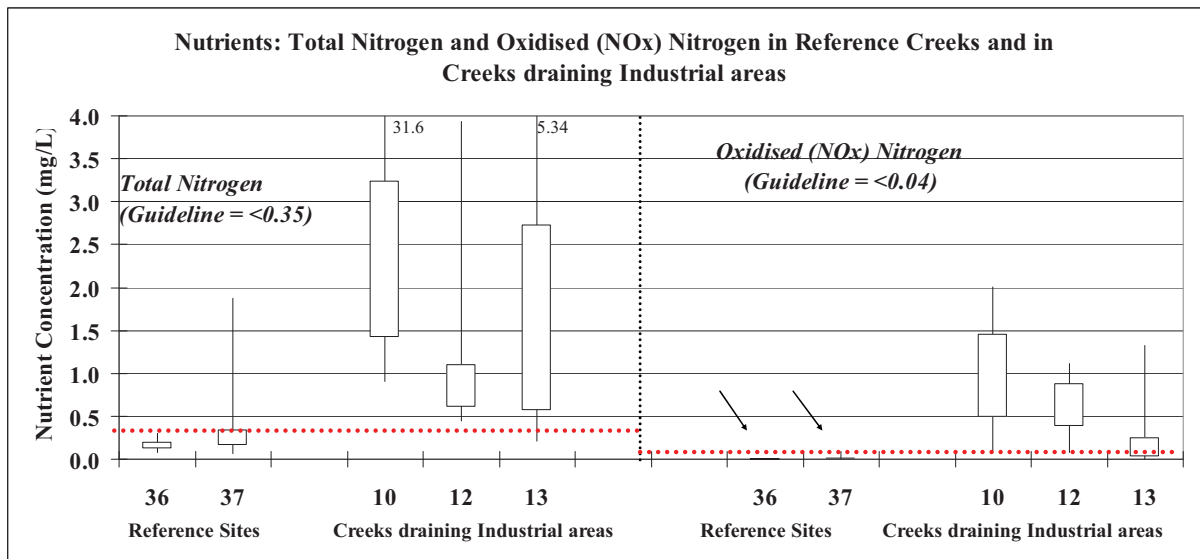 Nutrients: Total Nitrogen and Oxidised (NOx) Nitrogen in Reference Creeks and in
Creeks draining Industrial areas
Nutrient Concentration (mg/L)
4.0
3.5
3.0
2.5
2.0
1.5
1.0
0.5
0.0
31.6
5.34
Total Nitrogen
(Guideline = <0.35)
Oxidised (NOx) Nitrogen
(Guideline = <0.04)
36 37 10 12 13 36 37 10 12 13
Reference Sites Creeks draining Industrial areas Reference Sites Creeks draining Industrial areas